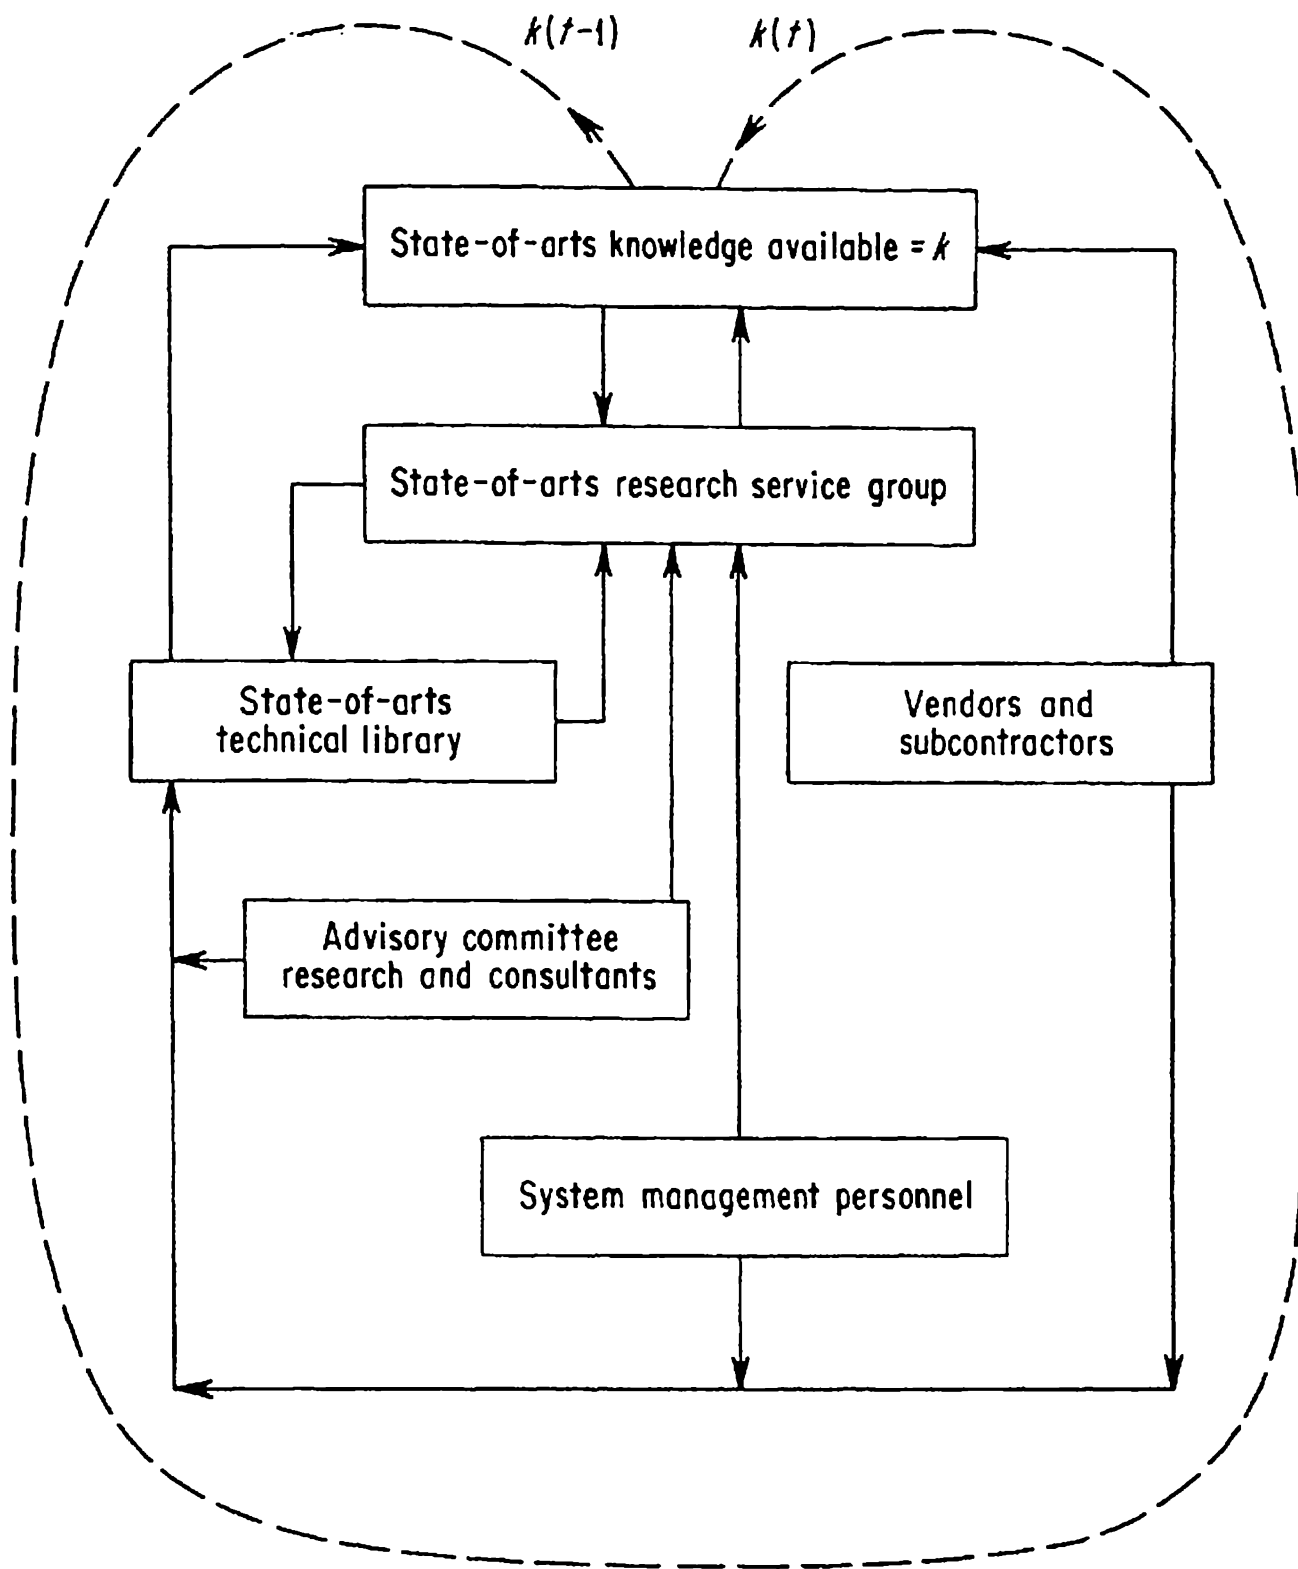 k(t-1)
k(t)
State-of-arts knowledge available = k
State-of-arts research service group
State-of-arts
technical library
Vendors and
subcontractors
Advisory committee
research and consultants
System management personnel